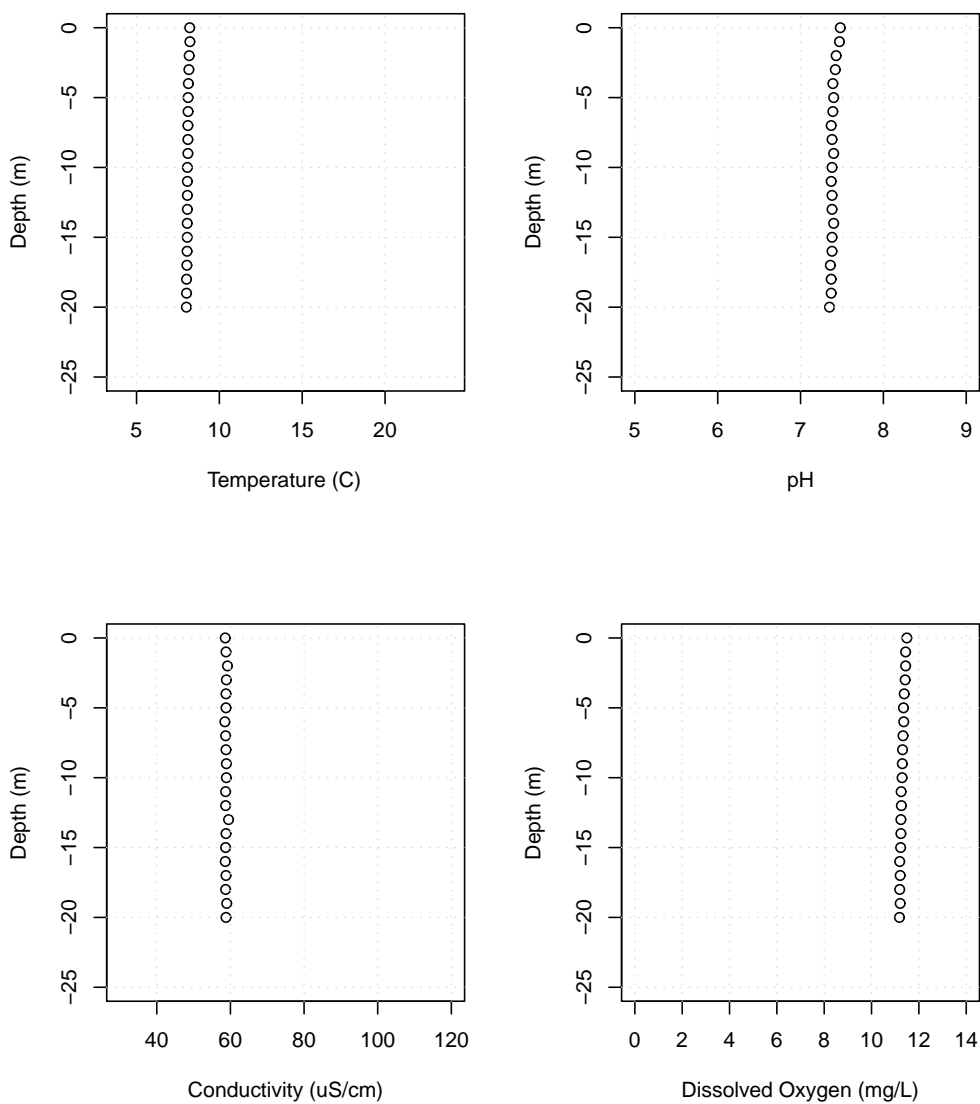 0
−5
−10
−15
−20
−25
Depth (m)
5 10 15 20
Temperature (C)
0
−5
−10
−15
−20
−25
Depth (m)
5 6 7 8 9
pH
0
−5
−10
−15
−20
−25
Depth (m)
40 60 80 100 120
Conductivity (uS/cm)
0
−5
−10
−15
−20
−25
Depth (m)
0 2 4 6 8 10 12 14
Dissolved Oxygen (mg/L)